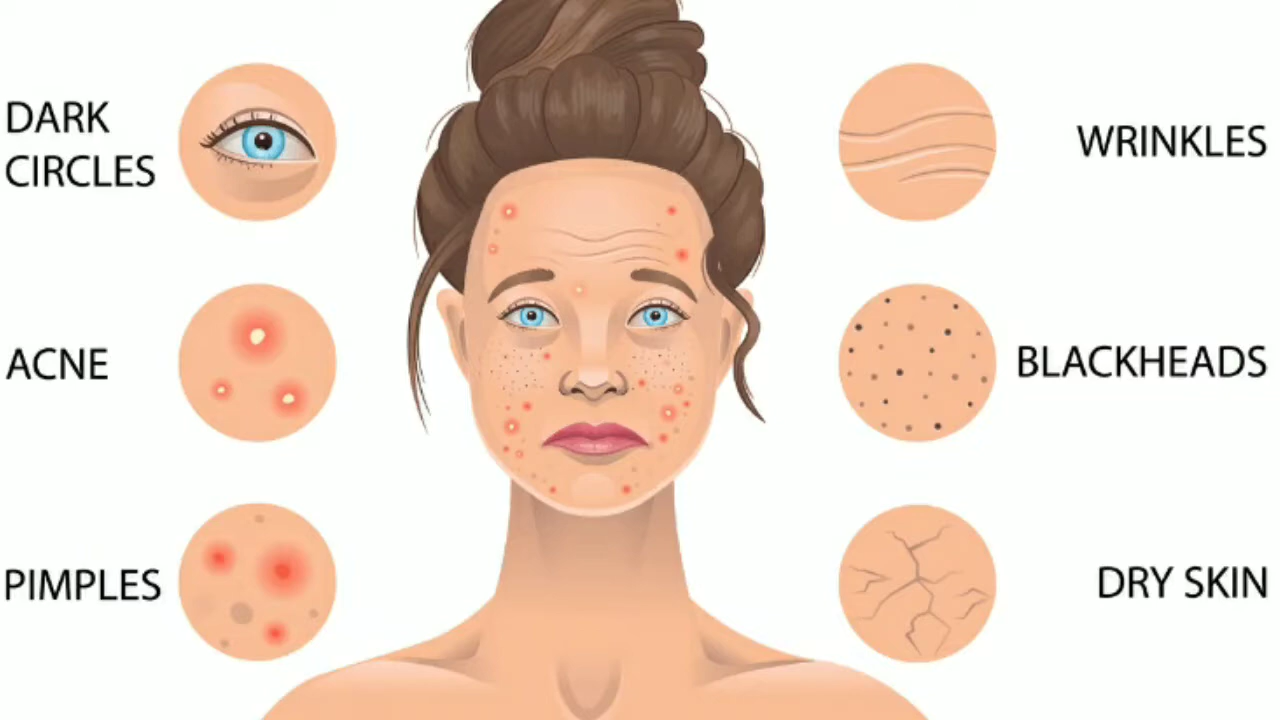 DARK
CIRCLES
WRINKLES
ACNE
BLACKHEADS
PIMPLES
DRY SKIN